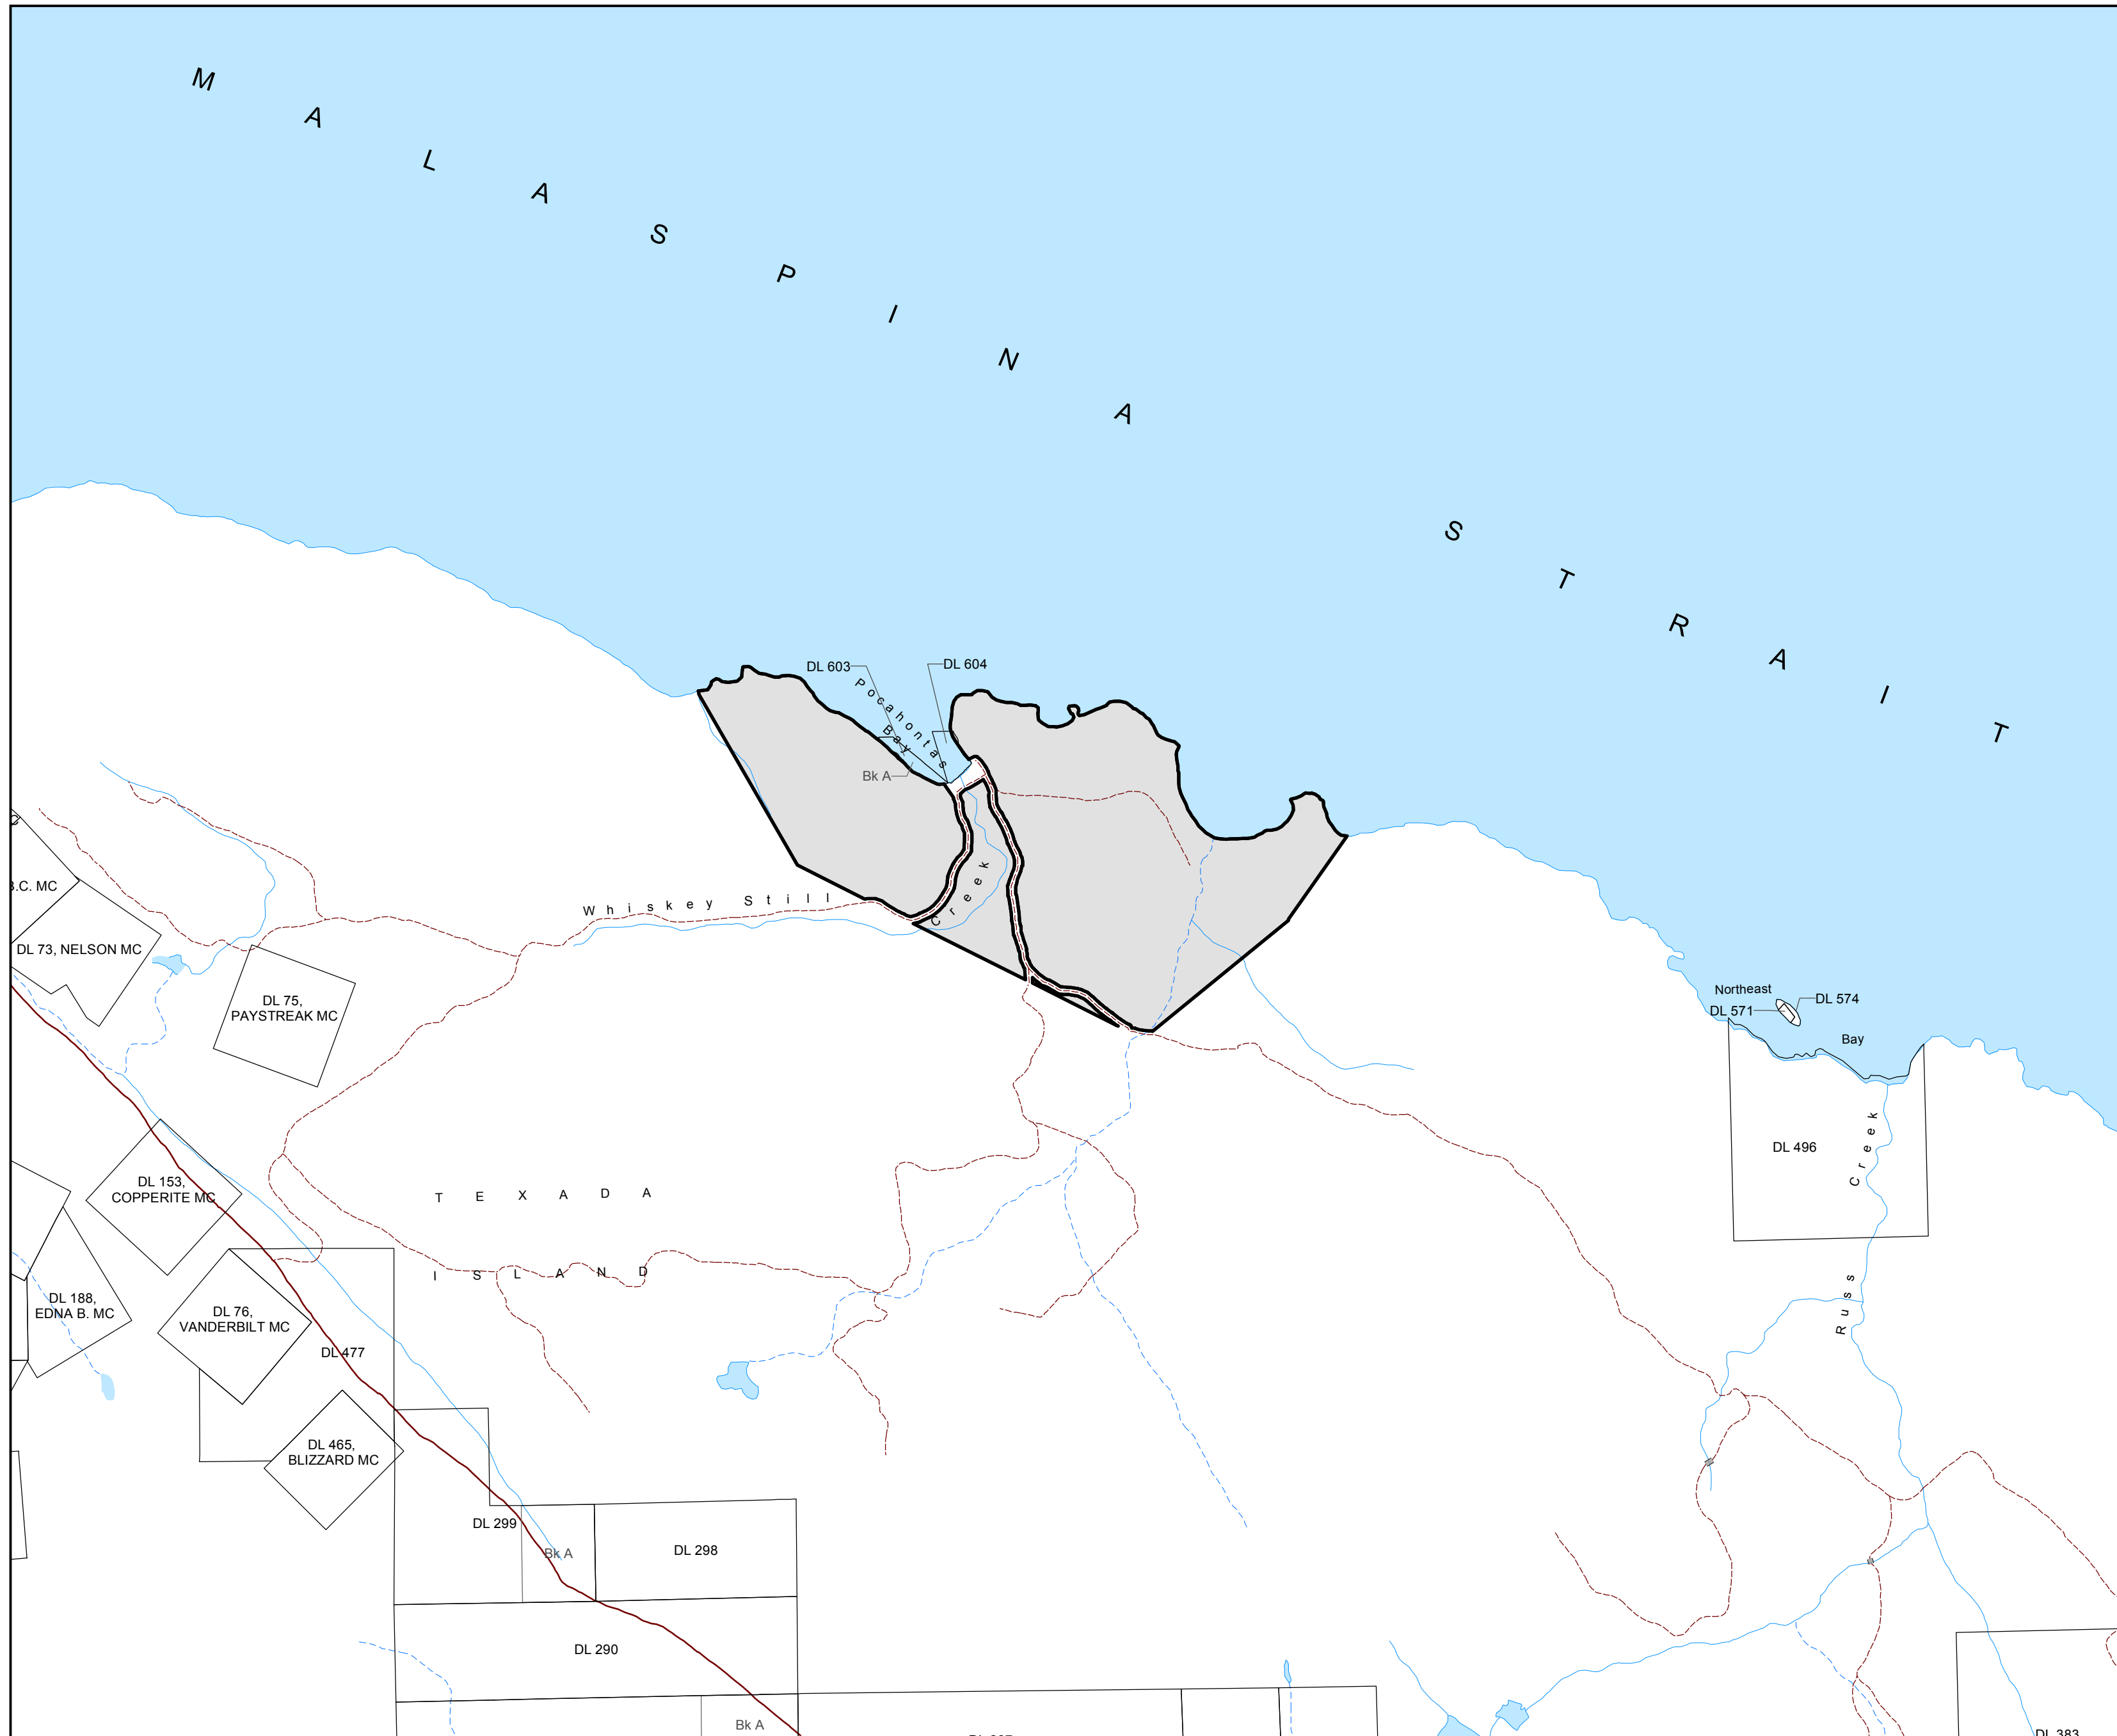 MALASPINA STRAIT
DL 603
DL 604
Pocahontas
Bay
Bk A
Whiskey Still Creek
B.C. MC
DL 73, NELSON MC
DL 75,
PAYSTREAK MC
Northeast
Bay
DL 571
DL 574
DL 496
Russ Creek
DL 153,
COPPERITE MC
TEXADA
ISLAND
DL 188,
EDNA B. MC
DL 76,
VANDERBILT MC
DL 477
DL 465,
BLIZZARD MC
DL 299
Bk A
DL 298
DL 290
Bk A
DL 383